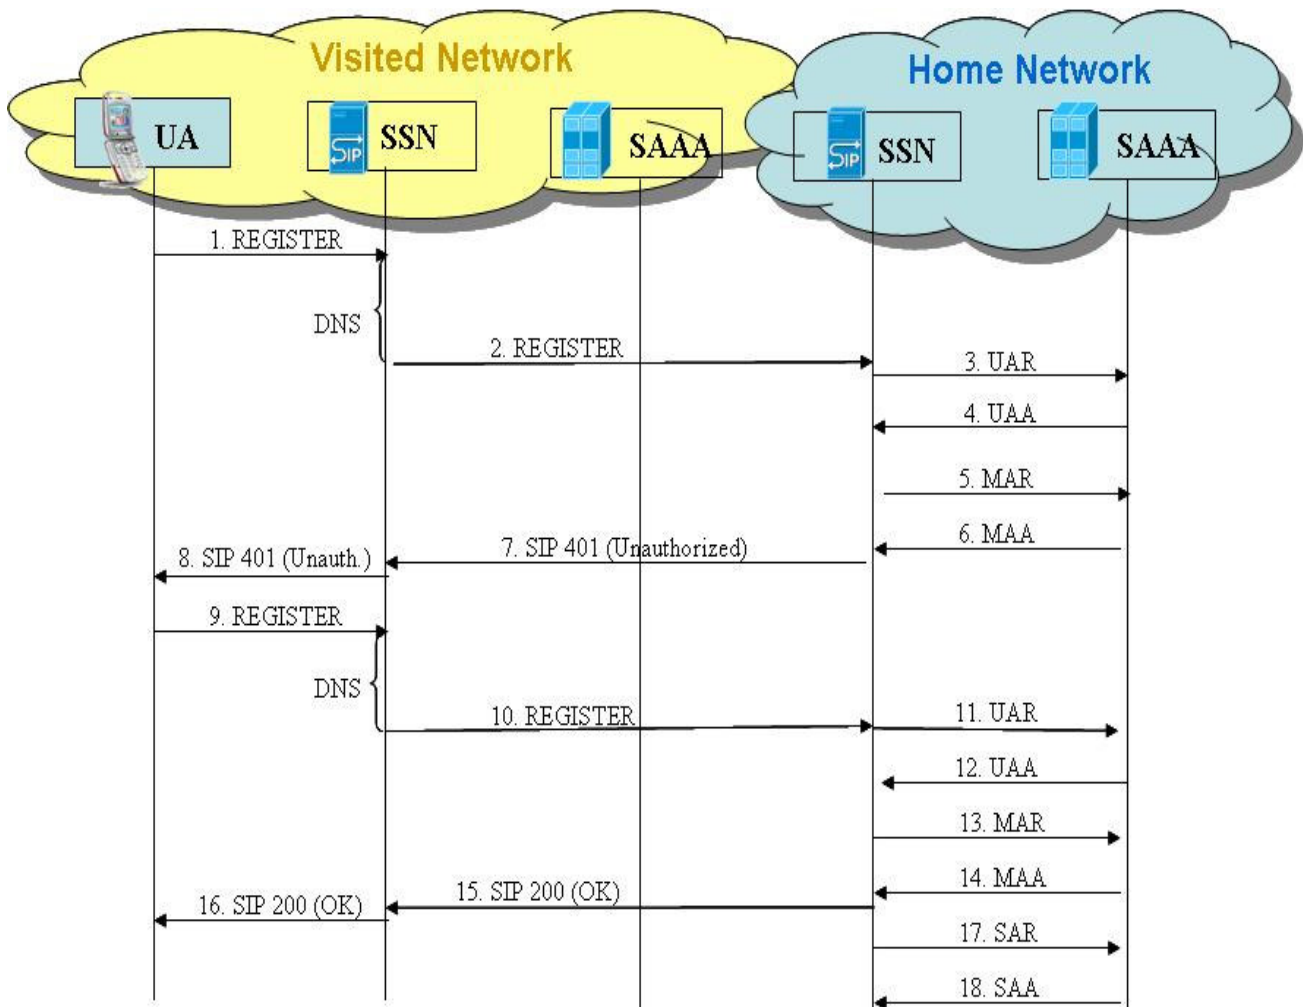 Visited Network
Home Network
UA
SIP
SSN
SAAA
SIP
SSN
SAAA
1. REGISTER
DNS
2. REGISTER
3. UAR
4. UAA
5. MAR
6. MAA
7. SIP 401 (Unauthorized)
8. SIP 401 (Unauth.)
9. REGISTER
DNS
10. REGISTER
11. UAR
12. UAA
13. MAR
14. MAA
15. SIP 200 (OK)
16. SIP 200 (OK)
17. SAR
18. SAA